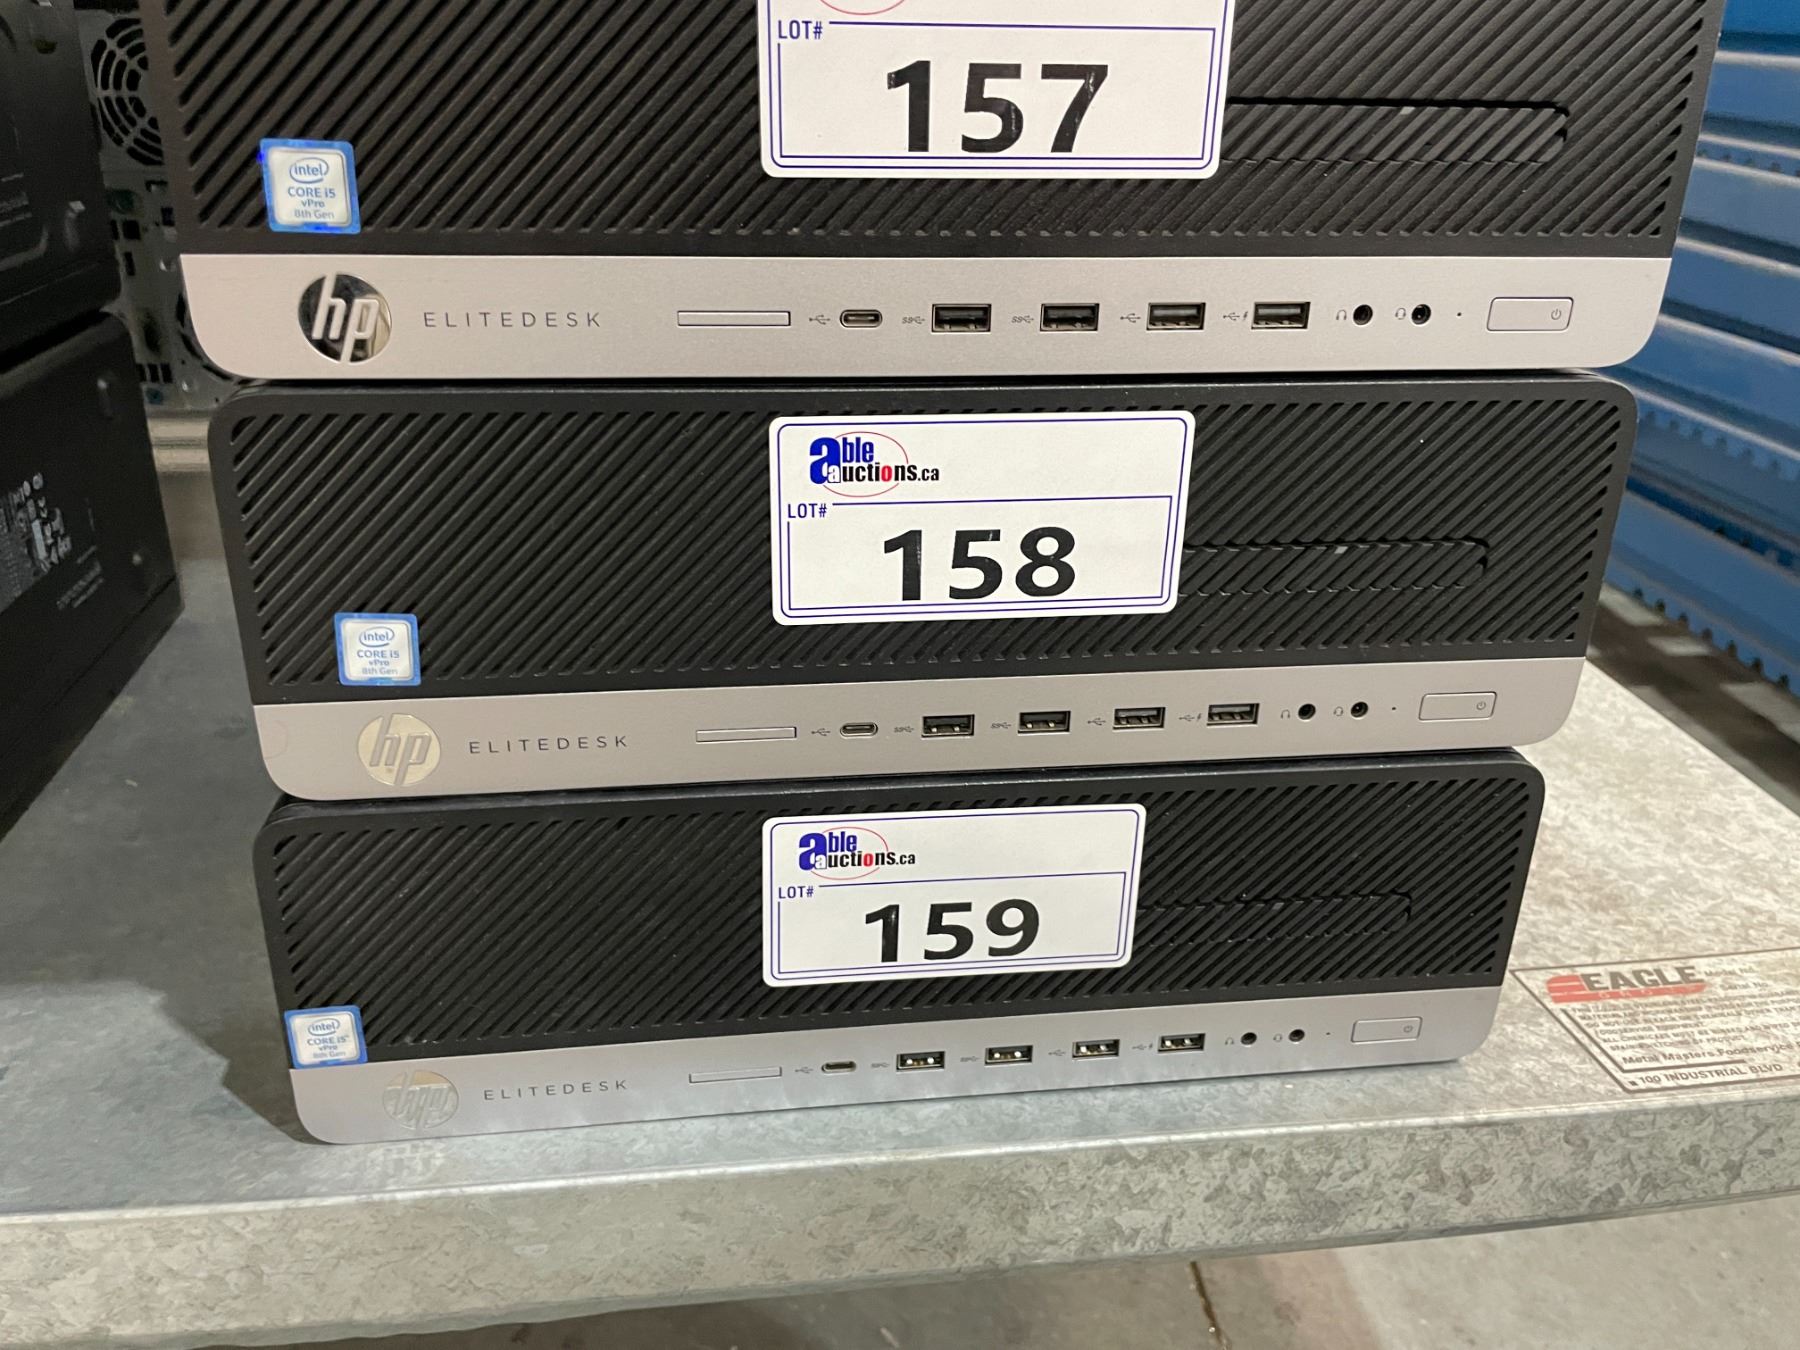 LOT#
157
intel
CORE i5
vPro
8th Gen
hp ELITEDESK
able
auctions.ca
LOT#
158
intel
CORE i5
vPro
8th Gen
hp ELITEDESK
able
auctions.ca
LOT#
159
intel
CORE i5
vPro
8th Gen
hp ELITEDESK
EAGLE
GROUP
Metal Masters Foodservice
100 INDUSTRIAL BLVD